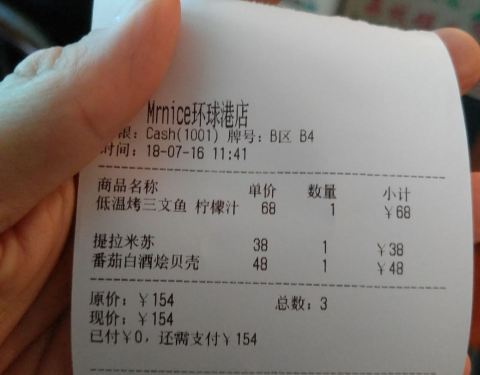 Mrnice环球港店
限: Cash(1001) 牌号: B区 B4
时间: 18-07-16 11:41
商品名称 单价 数量 小计
低温烤三文鱼 柠檬汁 68 1 ￥68
提拉米苏 38 1 ￥38
番茄白酒烩贝壳 48 1 ￥48
原价: ￥154 总数: 3
现价: ￥154
已付￥0, 还需支付￥154